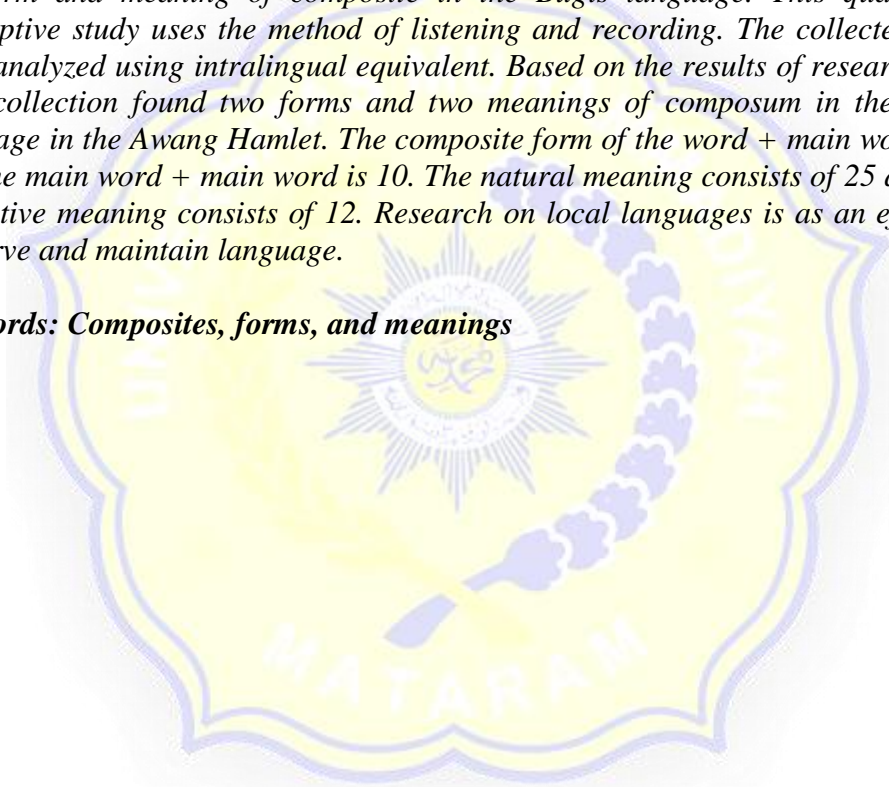 orm and meaning of composite in the Bugis language. This qua
ptive study uses the method of listening and recording. The collecte
analyzed using intralingual equivalent. Based on the results of resear
collection found two forms and two meanings of composum in the
age in the Awang Hamlet. The composite form of the word + main wo
he main word + main word is 10. The natural meaning consists of 25 a
tive meaning consists of 12. Research on local languages is as an e
rve and maintain language.
ords: Composites, forms, and meanings
MATARAM